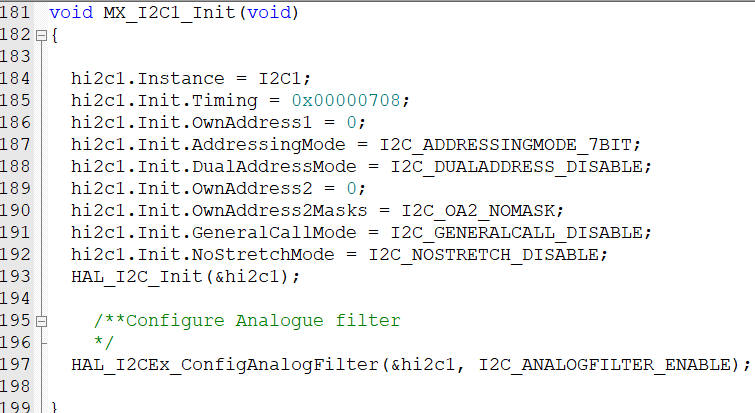 181 void MX_I2C1_Init(void)
182 {
183
184 hi2c1.Instance = I2C1;
185 hi2c1.Init.Timing = 0x00000708;
186 hi2c1.Init.OwnAddress1 = 0;
187 hi2c1.Init.AddressingMode = I2C_ADDRESSINGMODE_7BIT;
188 hi2c1.Init.DualAddressMode = I2C_DUALADDRESS_DISABLE;
189 hi2c1.Init.OwnAddress2 = 0;
190 hi2c1.Init.OwnAddress2Masks = I2C_OA2_NOMASK;
191 hi2c1.Init.GeneralCallMode = I2C_GENERALCALL_DISABLE;
192 hi2c1.Init.NoStretchMode = I2C_NOSTRETCH_DISABLE;
193 HAL_I2C_Init(&hi2c1);
194
195 /**Configure Analogue filter
196 */
197 HAL_I2CEx_ConfigAnalogFilter(&hi2c1, I2C_ANALOGFILTER_ENABLE);
198
199 }